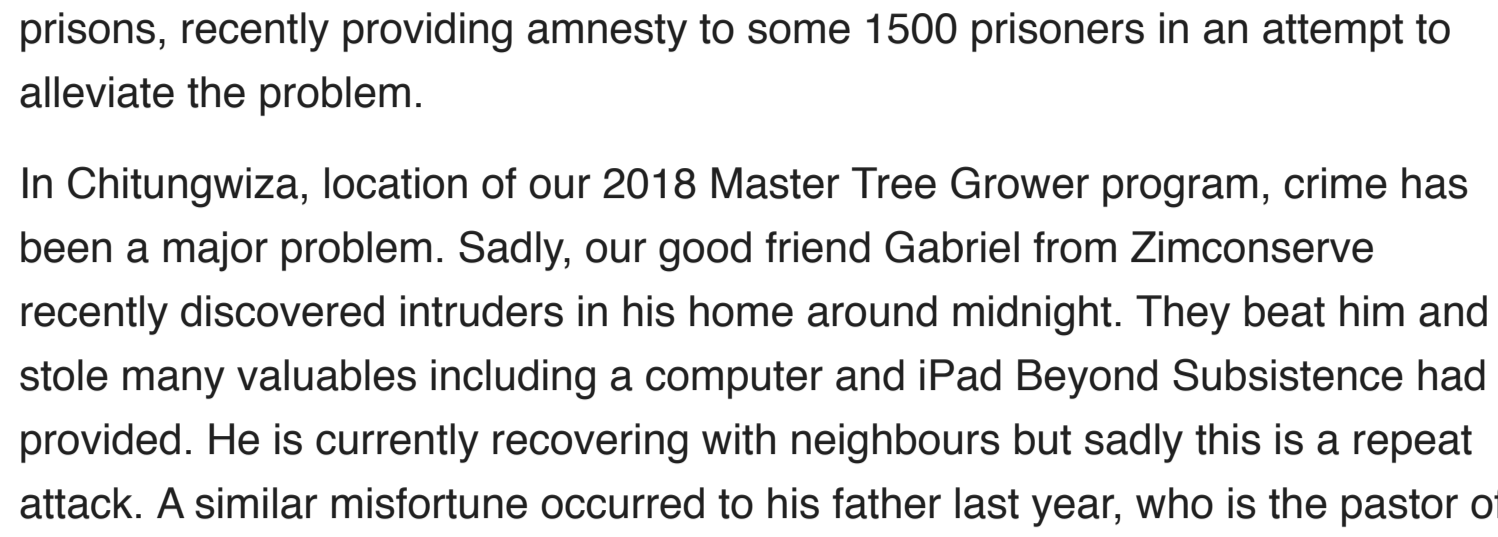 prisons, recently providing amnesty to some 1500 prisoners in an attempt to
alleviate the problem.
In Chitungwiza, location of our 2018 Master Tree Grower program, crime has
been a major problem. Sadly, our good friend Gabriel from Zimconserve
recently discovered intruders in his home around midnight. They beat him and
stole many valuables including a computer and iPad Beyond Subsistence had
provided. He is currently recovering with neighbours but sadly this is a repeat
attack. A similar misfortune occurred to his father last year, who is the pastor of